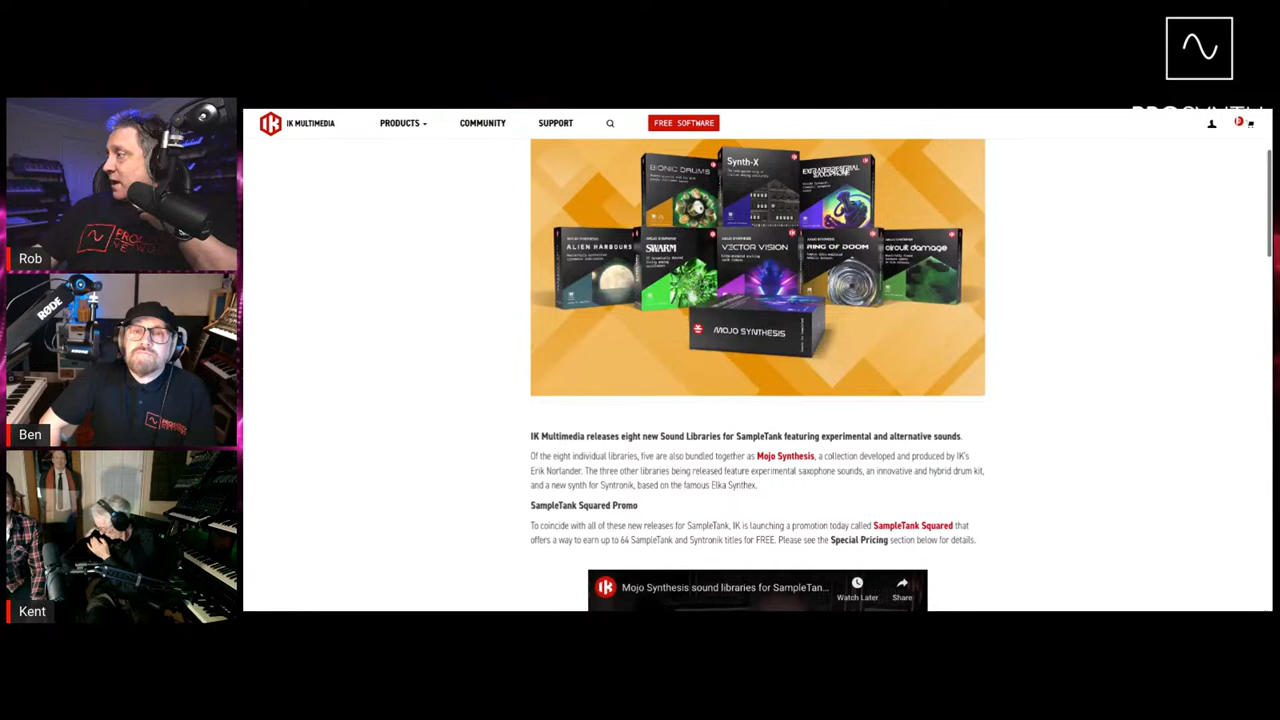 IK MULTIMEDIA
PRODUCTS
COMMUNITY
SUPPORT
FREE SOFTWARE
Rob
RØDE
Ben
Kent
BIONIC DRUMS
Synth-X
ALIEN HARBOURS
SWARM
VECTOR VISION
RING OF DOOM
circuit damage
MOJO SYNTHESIS
IK Multimedia releases eight new Sound Libraries for SampleTank featuring experimental and alternative sounds.
Of the eight individual libraries, five are also bundled together as Mojo Synthesis, a collection developed and produced by IK's
Erik Norlander. The three other libraries being released feature experimental saxophone sounds, an innovative and hybrid drum kit,
and a new synth for Syntronik, based on the famous Elka Synthex.
SampleTank Squared Promo
To coincide with all of these new releases for SampleTank, IK is launching a promotion today called SampleTank Squared that
offers a way to earn up to 64 SampleTank and Syntronik titles for FREE. Please see the Special Pricing section below for details.
Mojo Synthesis sound libraries for SampleTan...
Watch Later
Share